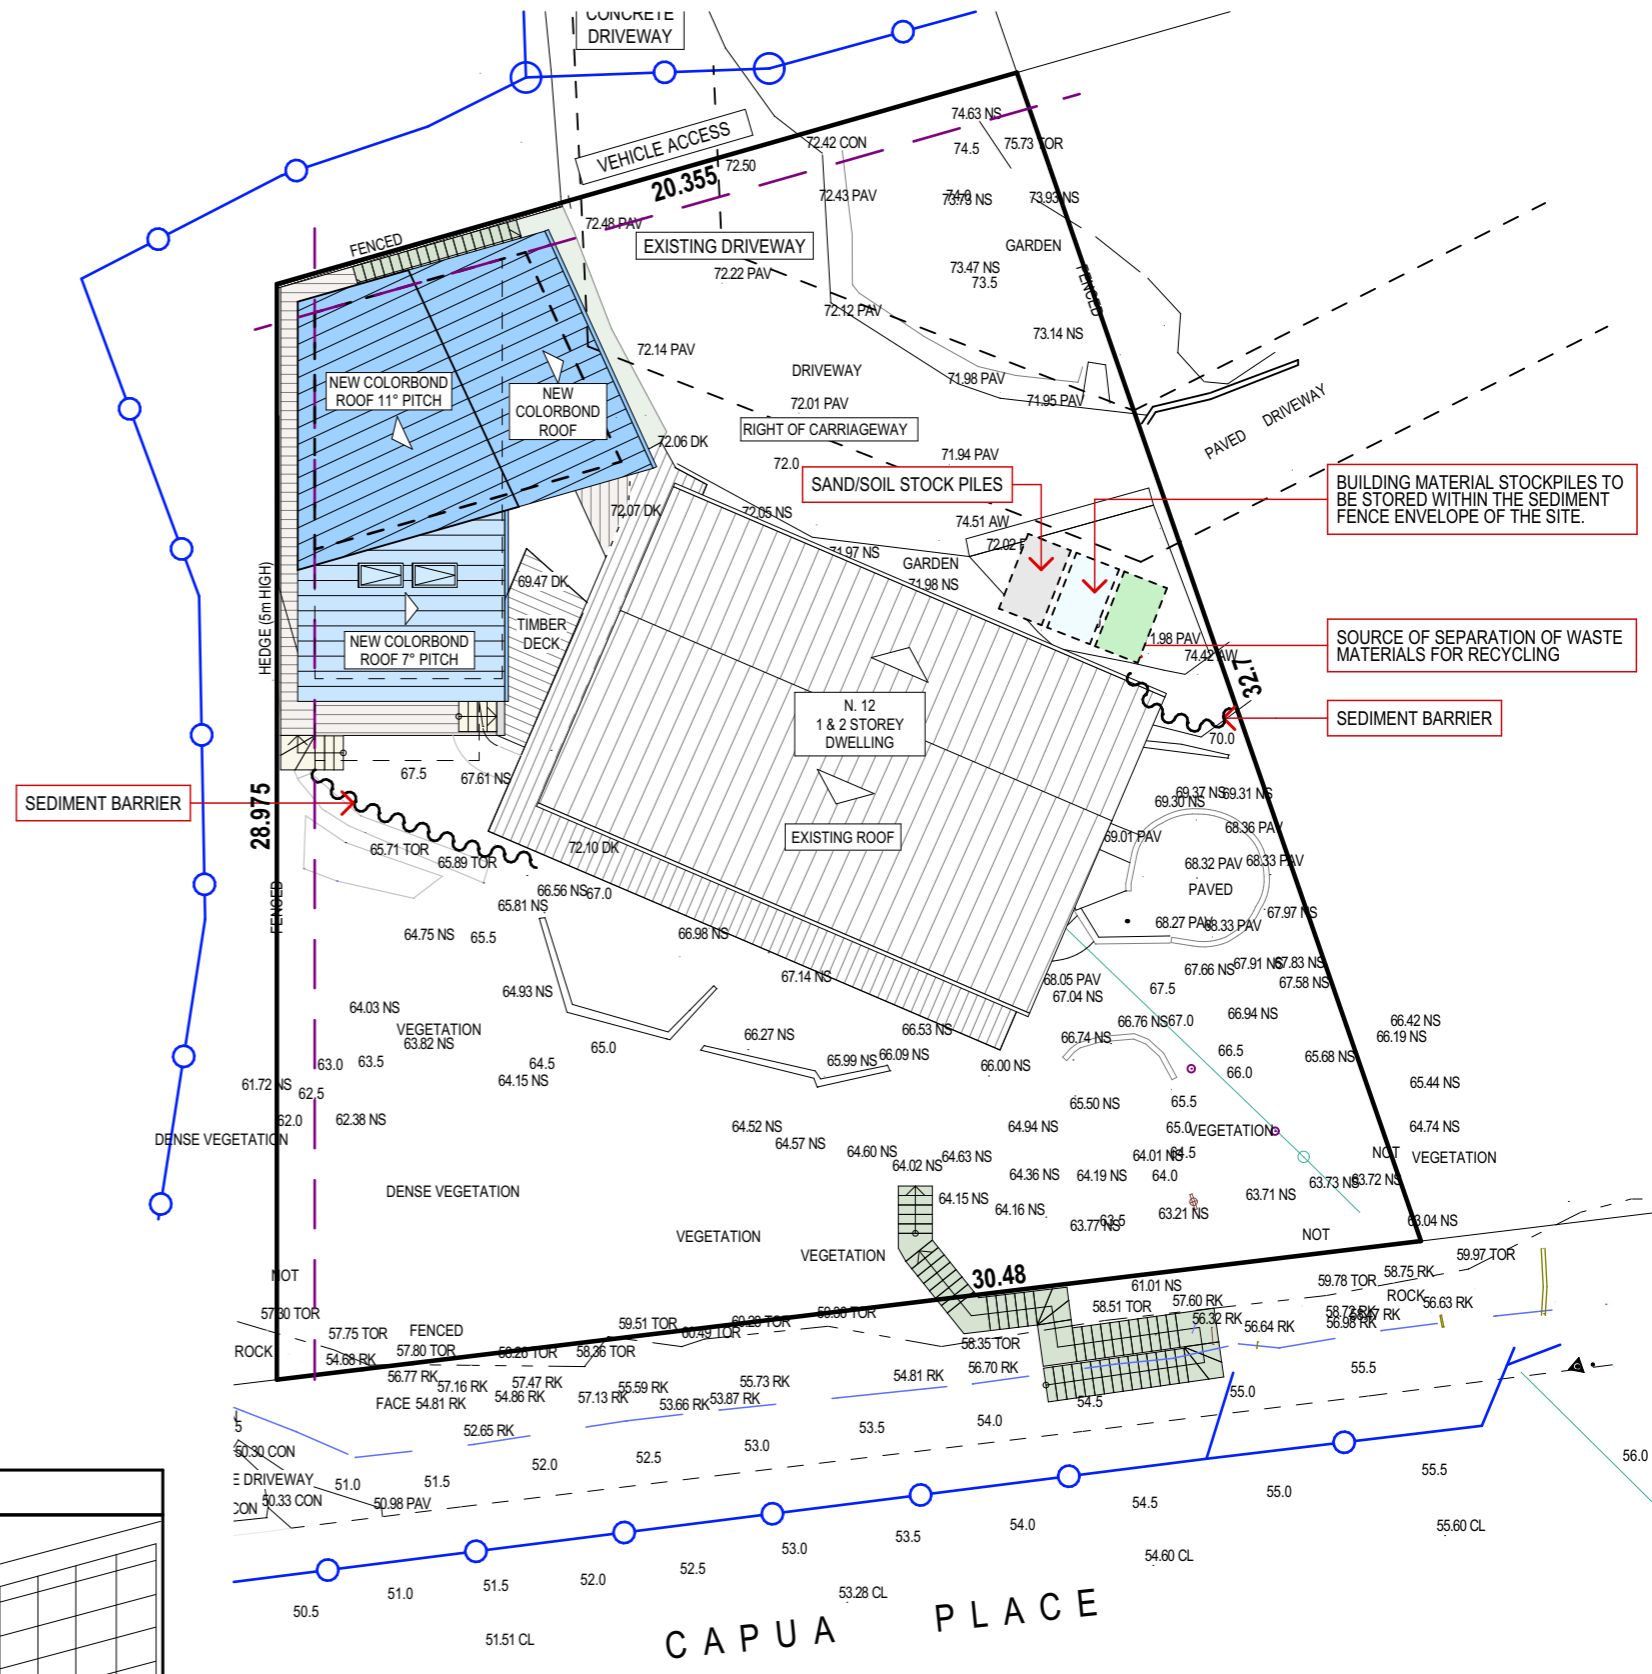 CONCRETE
DRIVEWAY
VEHICLE ACCESS
20.355
72.50
72.42 CON
74.63 NS
74.5
75.73 TOR
72.43 PAV
73.93 NS
72.48 PAV
FENCED
EXISTING DRIVEWAY
GARDEN
72.22 PAV
73.47 NS
73.5
FENCED
72.12 PAV
73.14 NS
72.14 PAV
DRIVEWAY
71.98 PAV
72.01 PAV
71.95 PAV
NEW COLORBOND
ROOF 11° PITCH
NEW
COLORBOND
ROOF
RIGHT OF CARRIAGEWAY
PAVED DRIVEWAY
72.06 DK
72.0
71.94 PAV
SAND/SOIL STOCK PILES
BUILDING MATERIAL STOCKPILES TO
BE STORED WITHIN THE SEDIMENT
FENCE ENVELOPE OF THE SITE.
72.07 DK
72.05 NS
74.51 AW
71.97 NS
GARDEN
71.98 NS
69.47 DK
TIMBER
DECK
HEDGE (5m HIGH)
NEW COLORBOND
ROOF 7° PITCH
1.98 PAV
74.42 AW
SOURCE OF SEPARATION OF WASTE
MATERIALS FOR RECYCLING
32.7
N. 12
1 & 2 STOREY
DWELLING
SEDIMENT BARRIER
70.0
67.5
67.61 NS
SEDIMENT BARRIER
28.975
69.37 NS
69.31 NS
69.30 NS
EXISTING ROOF
69.01 PAV
68.36 PAV
65.71 TOR
65.89 TOR
72.10 DK
68.32 PAV
68.33 PAV
PAVED
FENCED
66.56 NS
67.0
65.81 NS
68.27 PAV
68.33 PAV
67.97 NS
64.75 NS
65.5
66.98 NS
67.14 NS
67.66 NS
67.91 NS
67.83 NS
67.58 NS
68.05 PAV
67.04 NS
67.5
64.93 NS
64.03 NS
VEGETATION
63.82 NS
66.27 NS
66.53 NS
66.76 NS
67.0
66.94 NS
66.42 NS
66.19 NS
66.74 NS
65.0
65.99 NS
66.09 NS
66.00 NS
66.5
66.0
65.68 NS
63.0
63.5
64.5
64.15 NS
61.72 NS
62.5
65.44 NS
62.0
62.38 NS
65.50 NS
65.5
DENSE VEGETATION
64.52 NS
64.57 NS
64.94 NS
65.0
VEGETATION
64.74 NS
64.60 NS
64.63 NS
64.02 NS
64.01 NS
64.5
NOT
VEGETATION
64.36 NS
64.19 NS
64.0
63.73 NS
63.72 NS
DENSE VEGETATION
64.15 NS
64.16 NS
63.71 NS
63.77 NS
63.5
63.21 NS
63.04 NS
VEGETATION
VEGETATION
NOT
NOT
30.48
61.01 NS
59.97 TOR
59.78 TOR
58.75 RK
ROCK
57.30 TOR
57.75 TOR
FENCED
57.80 TOR
59.51 TOR
58.51 TOR
57.60 RK
56.32 RK
56.64 RK
56.98 RK
56.63 RK
ROCK
54.68 RK
58.36 TOR
58.35 TOR
56.77 RK
57.16 RK
57.47 RK
54.86 RK
57.13 RK
55.59 RK
55.73 RK
53.66 RK
53.87 RK
54.81 RK
56.70 RK
55.5
55.0
54.5
FACE
54.81 RK
52.65 RK
53.5
54.0
53.0
52.5
52.0
51.5
51.0
50.30 CON
E DRIVEWAY
CON
50.33 CON
50.98 PAV
56.0
55.5
55.0
54.5
54.0
53.5
53.0
52.5
52.0
51.5
51.0
50.5
55.60 CL
54.60 CL
53.28 CL
51.51 CL
CAPUA PLACE